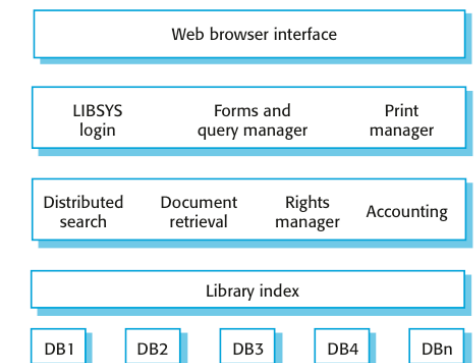 Web browser interface
LIBSYS
login
Forms and
query manager
Print
manager
Distributed
search
Document
retrieval
Rights
manager
Accounting
Library index
DB1
DB2
DB3
DB4
DBn